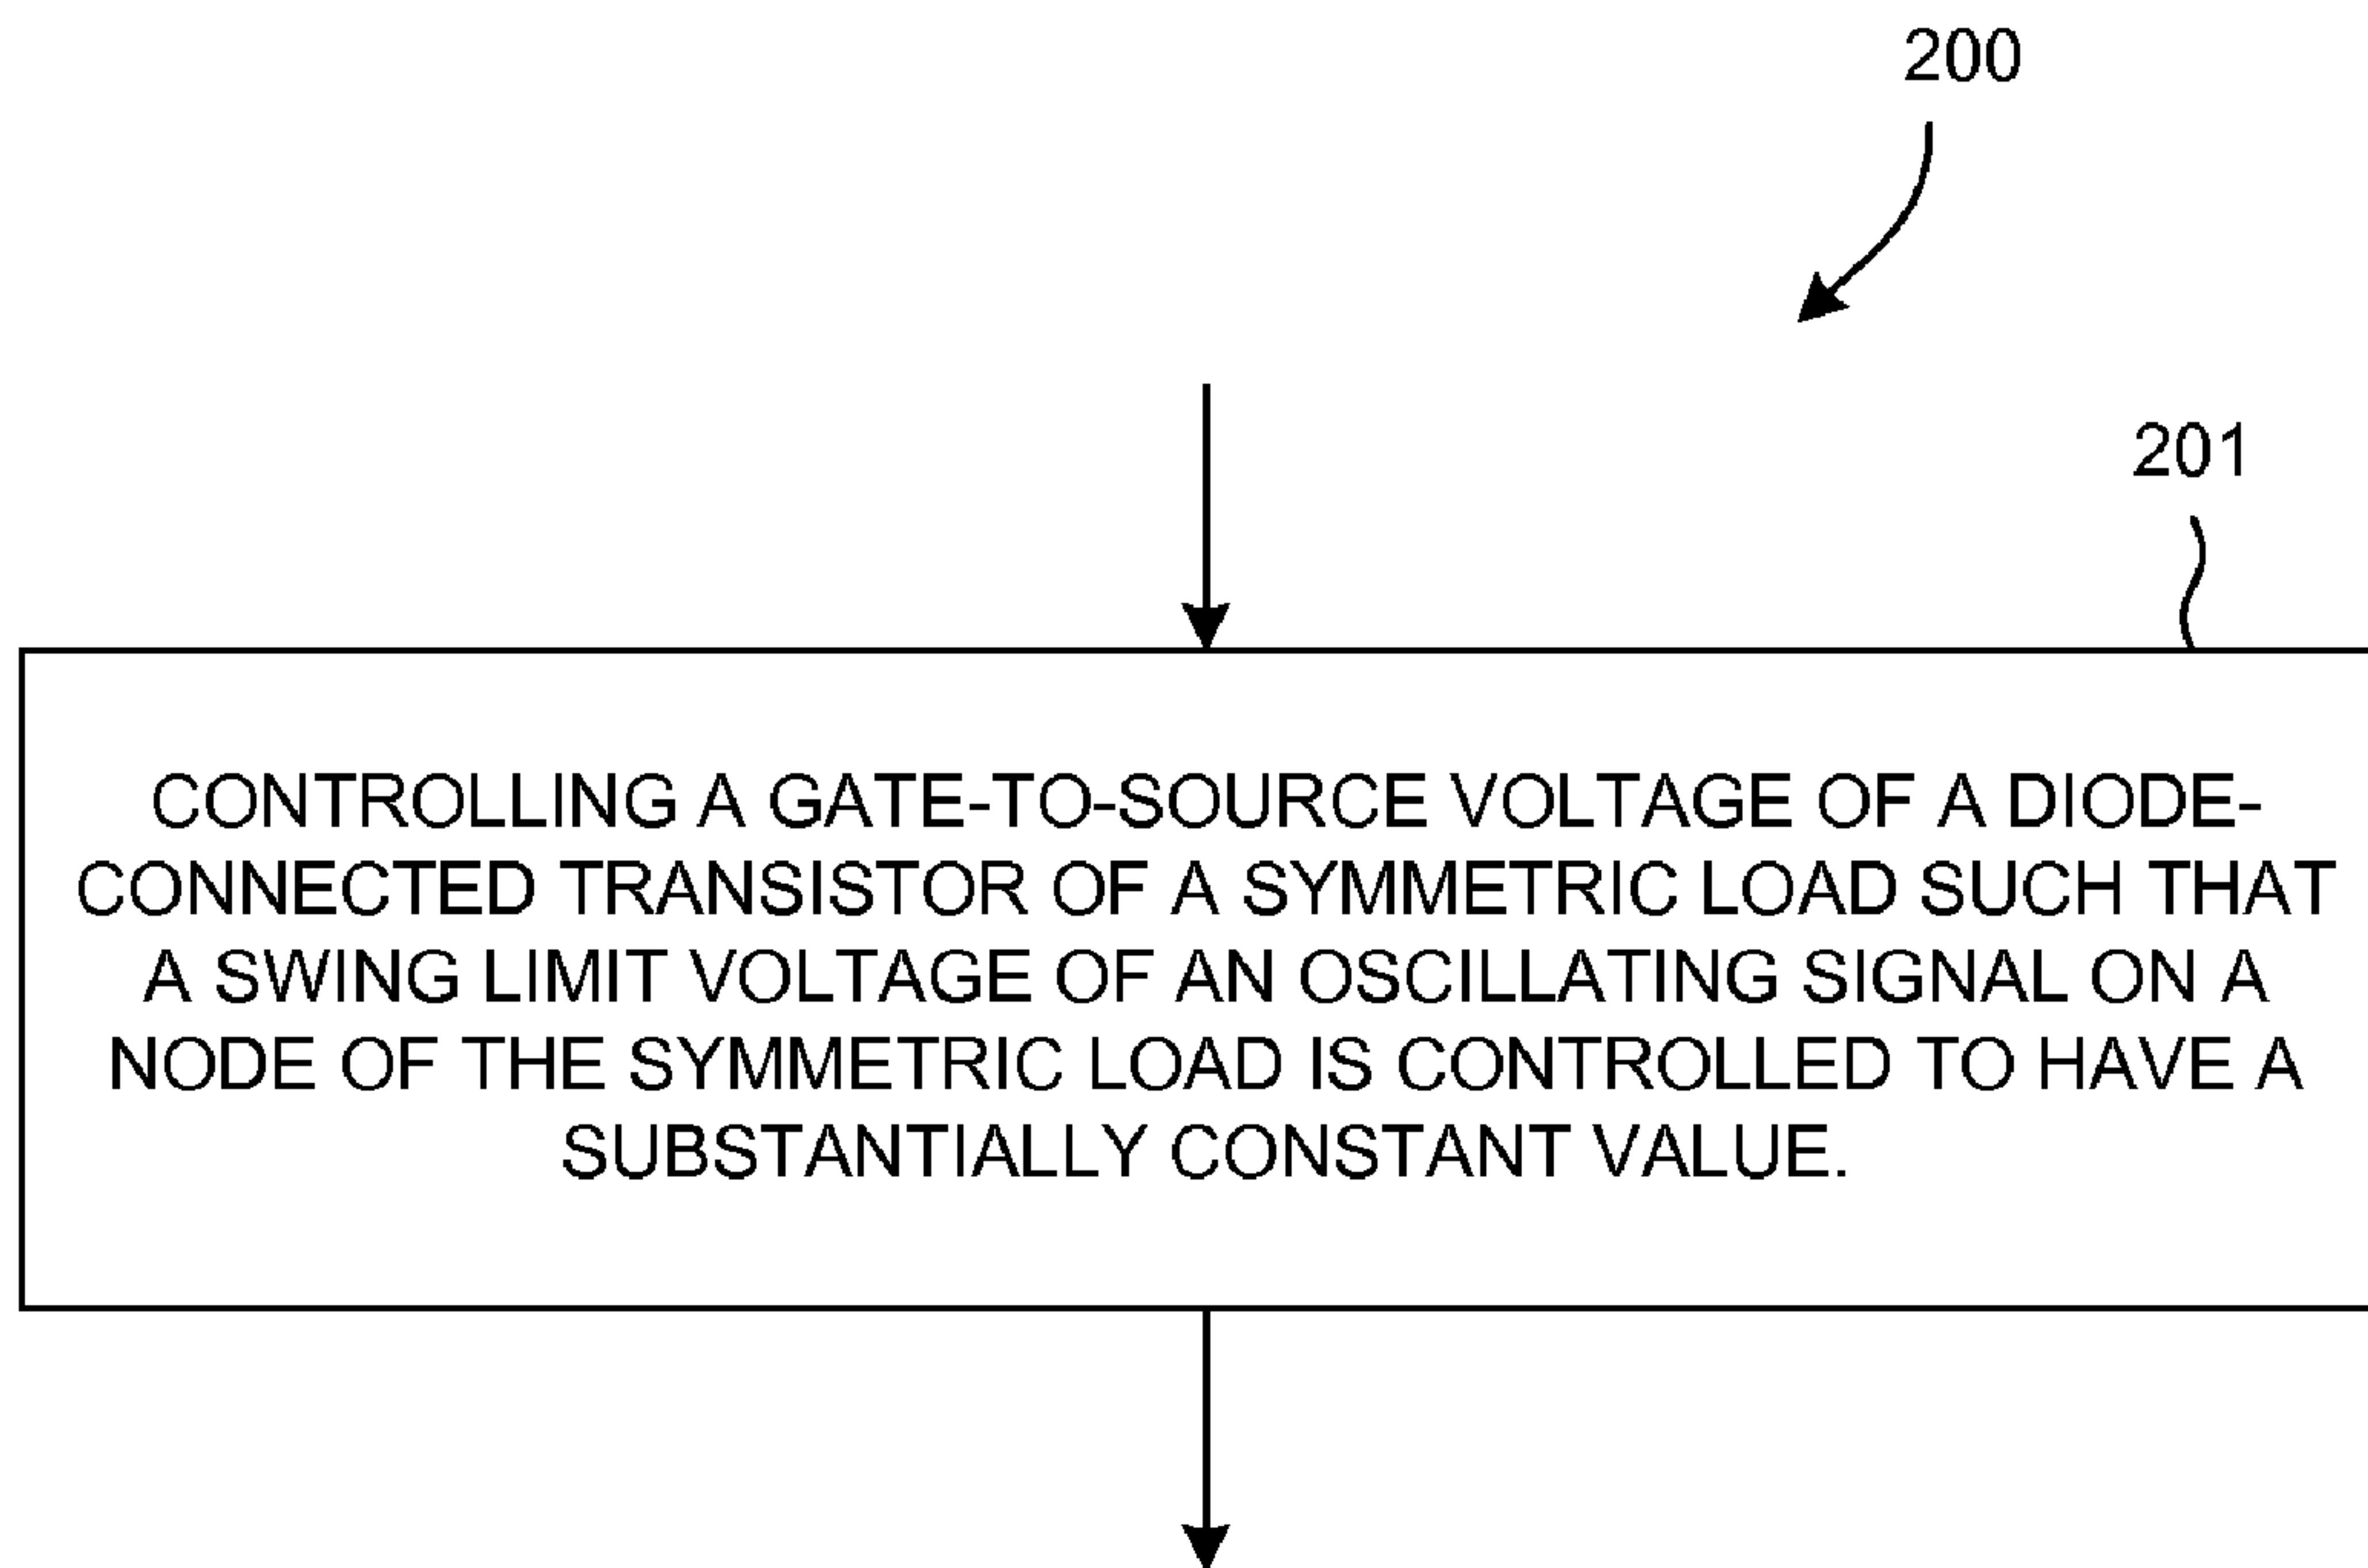 200
201
CONTROLLING A GATE-TO-SOURCE VOLTAGE OF A DIODE-
CONNECTED TRANSISTOR OF A SYMMETRIC LOAD SUCH THAT
A SWING LIMIT VOLTAGE OF AN OSCILLATING SIGNAL ON A
NODE OF THE SYMMETRIC LOAD IS CONTROLLED TO HAVE A
SUBSTANTIALLY CONSTANT VALUE.